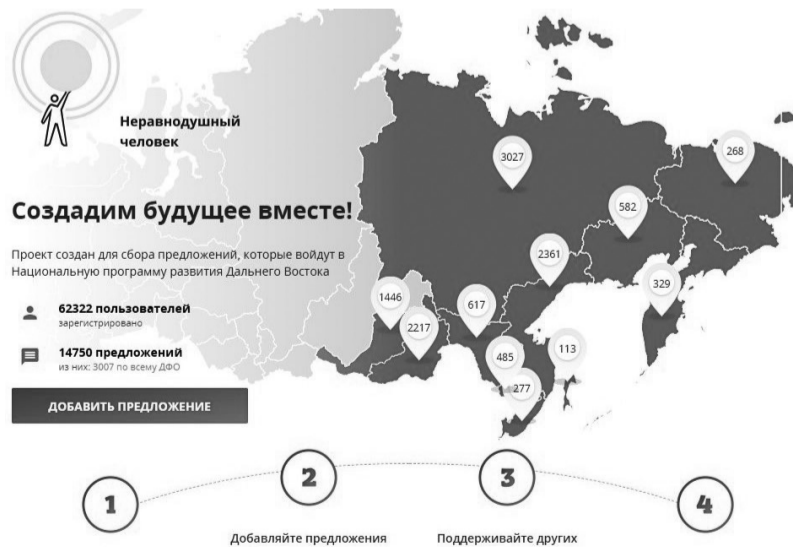 Неравнодушный
человек
Создадим будущее вместе!
Проект создан для сбора предложений, которые войдут в
Национальную программу развития Дальнего Востока
62322 пользователей
зарегистрировано
14750 предложений
из них: 3007 по всему ДФО
ДОБАВИТЬ ПРЕДЛОЖЕНИЕ
3027
268
582
2361
329
1446
617
2217
485
113
277
1
2
3
4
Добавляйте предложения
Поддерживайте других